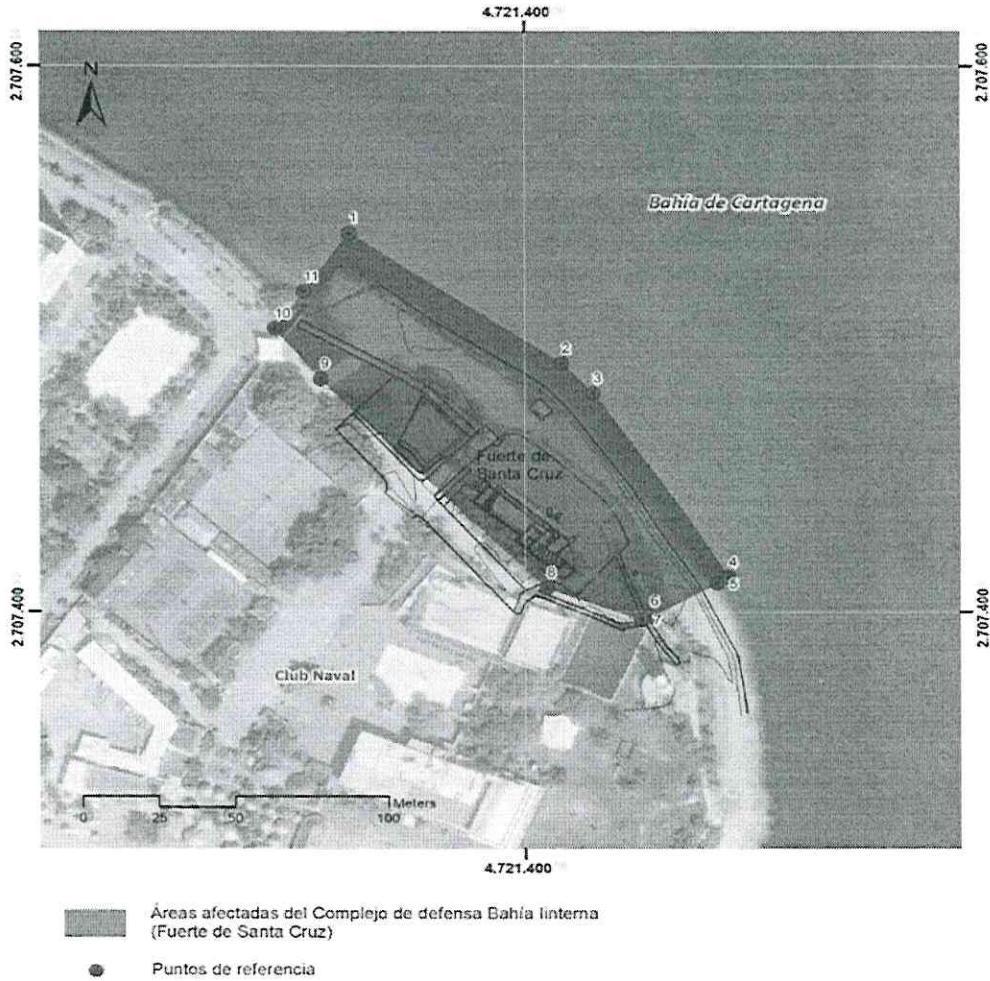 4.721.400
2.707.600
2.707.600
N
Bahía de Cartagena
1
11
10
2
9
3
Fuerte de
Santa Cruz
4
8
5
6
7
2.707.400
2.707.400
Club Naval
Meters
0 25 50 100
4.721.400
Áreas afectadas del Complejo de defensa Bahía Iinterna
(Fuerte de Santa Cruz)
Puntos de referencia